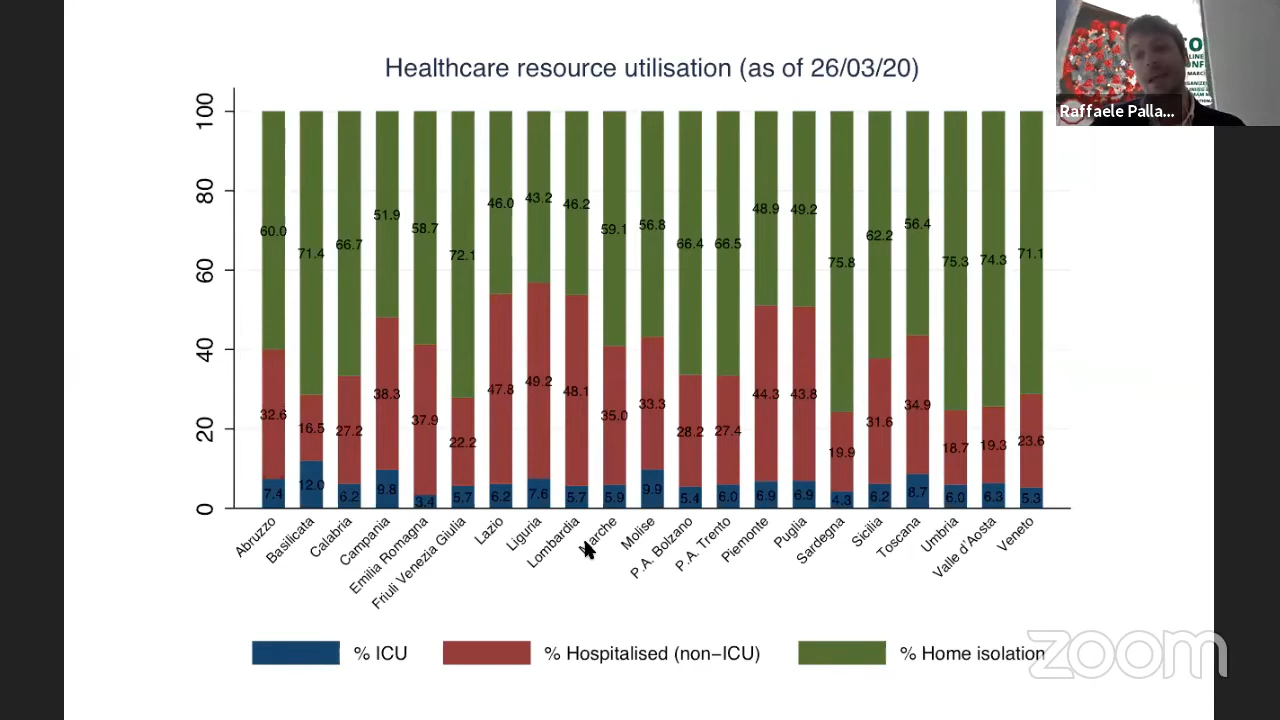 Healthcare resource utilisation (as of 26/03/20)
Raffaele Palla...
100
80
60
40
20
0
60.0 71.4 66.7 51.9 58.7 72.1 46.0 43.2 46.2 59.1 56.8 66.4 66.5 48.9 49.2 75.8 62.2 56.4 75.3 74.3 71.1
32.6 16.5 27.2 38.3 37.9 22.2 47.8 49.2 48.1 35.0 33.3 28.2 27.4 44.3 43.8 19.9 31.6 34.9 18.7 19.3 23.6
7.4 12.0 6.2 9.8 3.4 5.7 6.2 7.6 5.7 5.9 9.9 5.4 6.0 6.9 6.9 4.3 6.2 8.7 6.0 6.3 5.3
Abruzzo
Basilicata
Calabria
Campania
Emilia Romagna
Friuli Venezia Giulia
Lazio
Liguria
Lombardia
Marche
Molise
P.A. Bolzano
P.A. Trento
Piemonte
Puglia
Sardegna
Sicilia
Toscana
Umbria
Valle d'Aosta
Veneto
% ICU
% Hospitalised (non−ICU)
% Home isolation
zoom